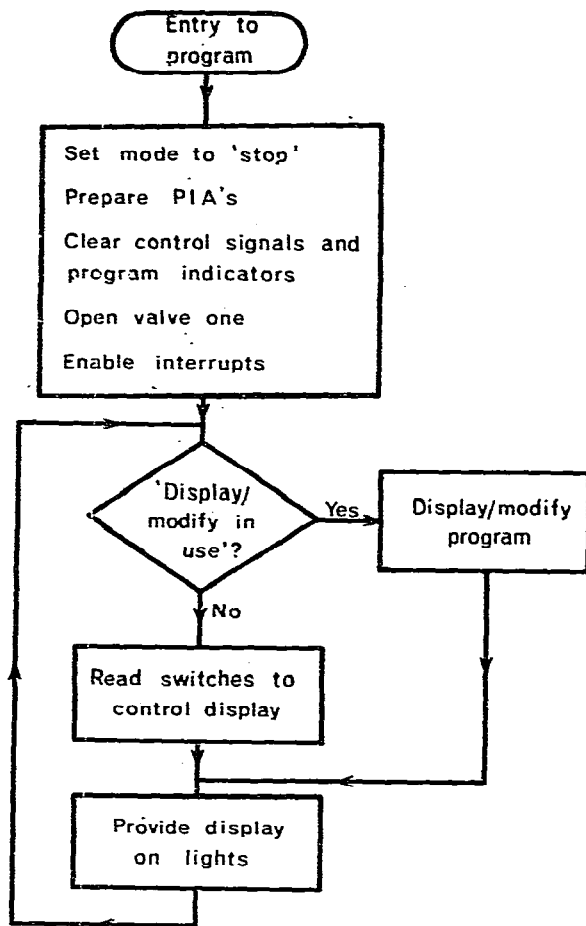 Entry to
program
Set mode to 'stop'
Prepare PIA's
Clear control signals and
program indicators
Open valve one
Enable interrupts
'Display/
modify in
use'?
Yes
Display/modify
program
No
Read switches to
control display
Provide display
on lights